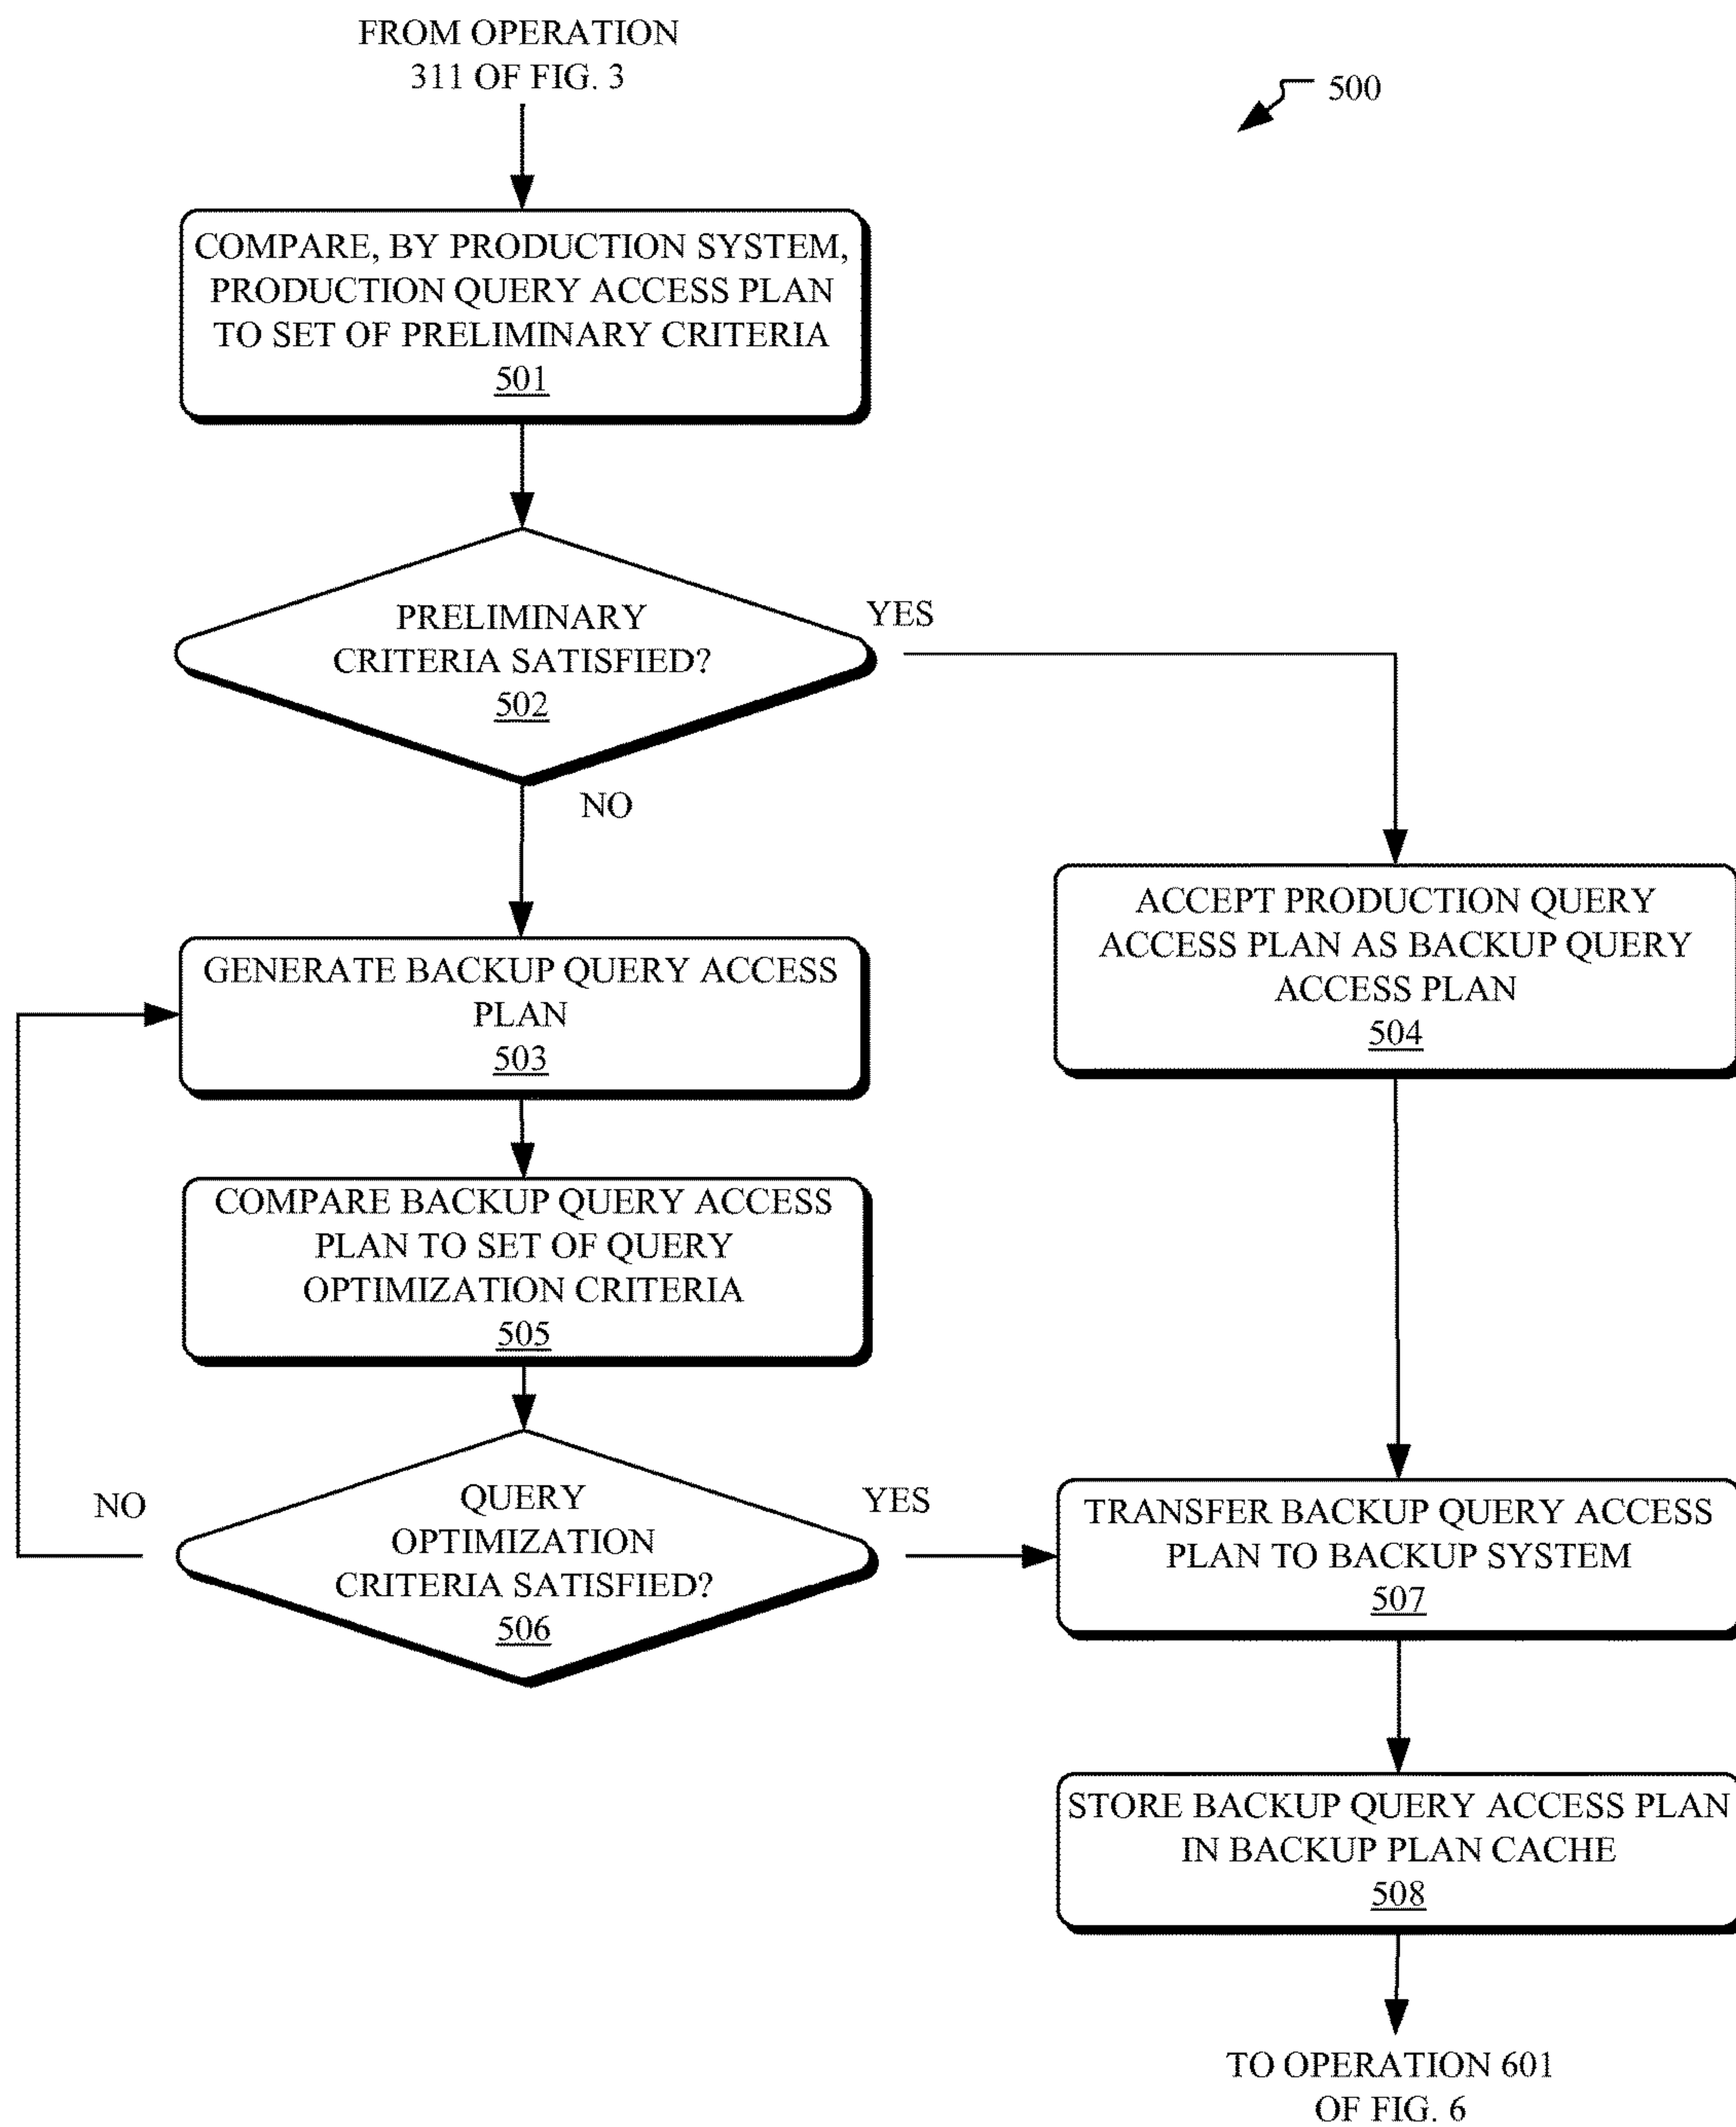 FROM OPERATION
311 OF FIG. 3
500
COMPARE, BY PRODUCTION SYSTEM,
PRODUCTION QUERY ACCESS PLAN
TO SET OF PRELIMINARY CRITERIA
501
PRELIMINARY
CRITERIA SATISFIED?
502
YES
NO
ACCEPT PRODUCTION QUERY
ACCESS PLAN AS BACKUP QUERY
ACCESS PLAN
504
GENERATE BACKUP QUERY ACCESS
PLAN
503
COMPARE BACKUP QUERY ACCESS
PLAN TO SET OF QUERY
OPTIMIZATION CRITERIA
505
NO
QUERY
OPTIMIZATION
CRITERIA SATISFIED?
506
YES
TRANSFER BACKUP QUERY ACCESS
PLAN TO BACKUP SYSTEM
507
STORE BACKUP QUERY ACCESS PLAN
IN BACKUP PLAN CACHE
508
TO OPERATION 601
OF FIG. 6